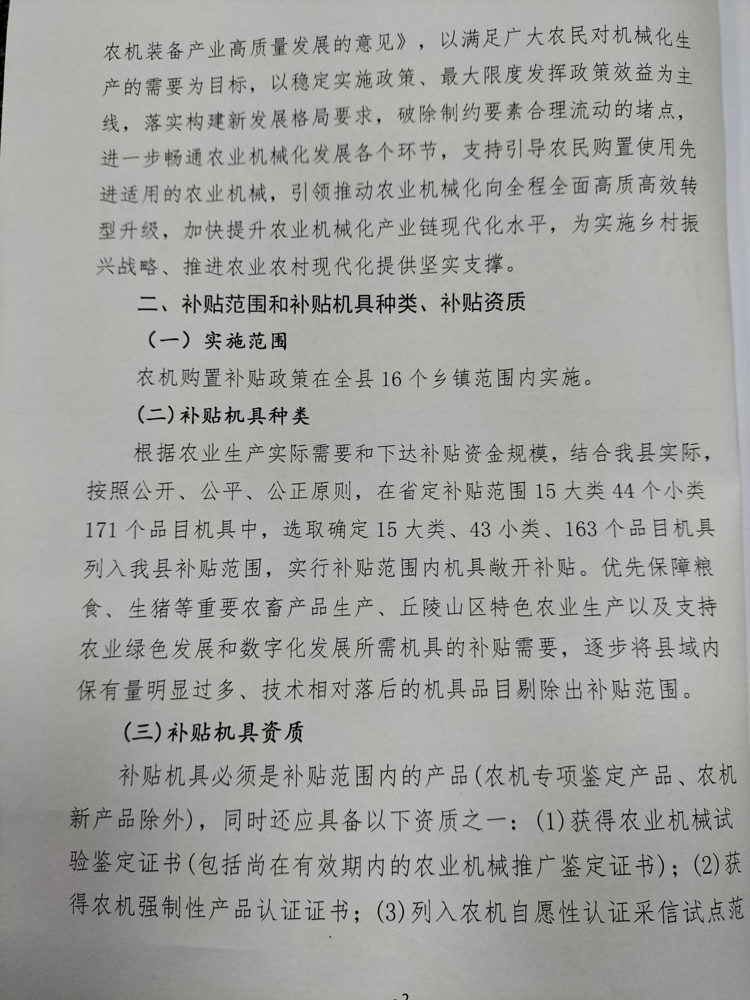 农机装备产业高质量发展的意见》，以满足广大农民对机械化生
产的需要为目标，以稳定实施政策、最大限度发挥政策效益为主
线，落实构建新发展格局要求，破除制约要素合理流动的堵点，
进一步畅通农业机械化发展各个环节，支持引导农民购置使用先
进适用的农业机械，引领推动农业机械化向全程全面高质高效转
型升级，加快提升农业机械化产业链现代化水平，为实施乡村振
兴战略、推进农业农村现代化提供坚实支撑。
二、补贴范围和补贴机具种类、补贴资质
（一）实施范围
农机购置补贴政策在全县 16 个乡镇范围内实施。
(二)补贴机具种类
根据农业生产实际需要和下达补贴资金规模，结合我县实际，
按照公开、公平、公正原则，在省定补贴范围 15 大类 44 个小类
171 个品目机具中，选取确定 15 大类、43 小类、163 个品目机具
列入我县补贴范围，实行补贴范围内机具敞开补贴。优先保障粮
食、生猪等重要农畜产品生产、丘陵山区特色农业生产以及支持
农业绿色发展和数字化发展所需机具的补贴需要，逐步将县域内
保有量明显过多、技术相对落后的机具品目剔除出补贴范围。
(三)补贴机具资质
补贴机具必须是补贴范围内的产品(农机专项鉴定产品、农机
新产品除外)，同时还应具备以下资质之一：(1)获得农业机械试
验鉴定证书(包括尚在有效期内的农业机械推广鉴定证书)；(2)获
得农机强制性产品认证证书；(3)列入农机自愿性认证采信试点范
- 2